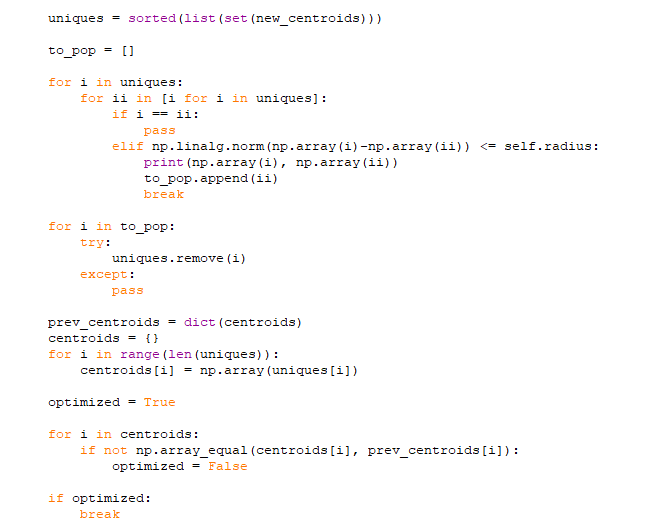 uniques = sorted(list(set(new_centroids)))
to_pop = []
for i in uniques:
    for ii in [i for i in uniques]:
        if i == ii:
            pass
        elif np.linalg.norm(np.array(i)-np.array(ii)) <= self.radius:
            print(np.array(i), np.array(ii))
            to_pop.append(ii)
            break
for i in to_pop:
    try:
        uniques.remove(i)
    except:
        pass
prev_centroids = dict(centroids)
centroids = {}
for i in range(len(uniques)):
    centroids[i] = np.array(uniques[i])
optimized = True
for i in centroids:
    if not np.array_equal(centroids[i], prev_centroids[i]):
        optimized = False
if optimized:
    break